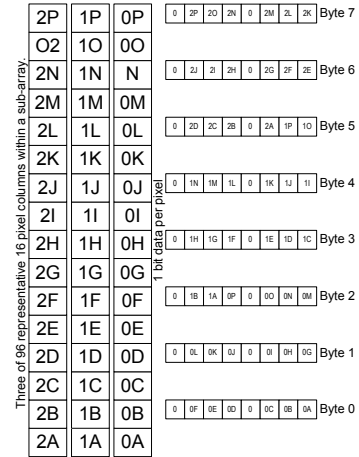 2P 1P 0P 0 2P 2O 2N 0 2M 2L 2K Byte 7
O2 1O 0O
2N 1N N 0 2J 2I 2H 0 2G 2F 2E Byte 6
2M 1M 0M
2L 1L 0L 0 2D 2C 2B 0 2A 1P 1O Byte 5
2K 1K 0K
2J 1J 0J 0 1N 1M 1L 0 1K 1J 1I Byte 4
2I 1I 0I
2H 1H 0H 0 1H 1G 1F 0 1E 1D 1C Byte 3
2G 1G 0G
2F 1F 0F 0 1B 1A 0P 0 0O 0N 0M Byte 2
2E 1E 0E
2D 1D 0D 0 0L 0K 0J 0 0I 0H 0G Byte 1
2C 1C 0C
2B 1B 0B 0 0F 0E 0D 0 0C 0B 0A Byte 0
2A 1A 0A
Three of 96 representative 16 pixel columns within a sub-array.
1 bit data per pixel